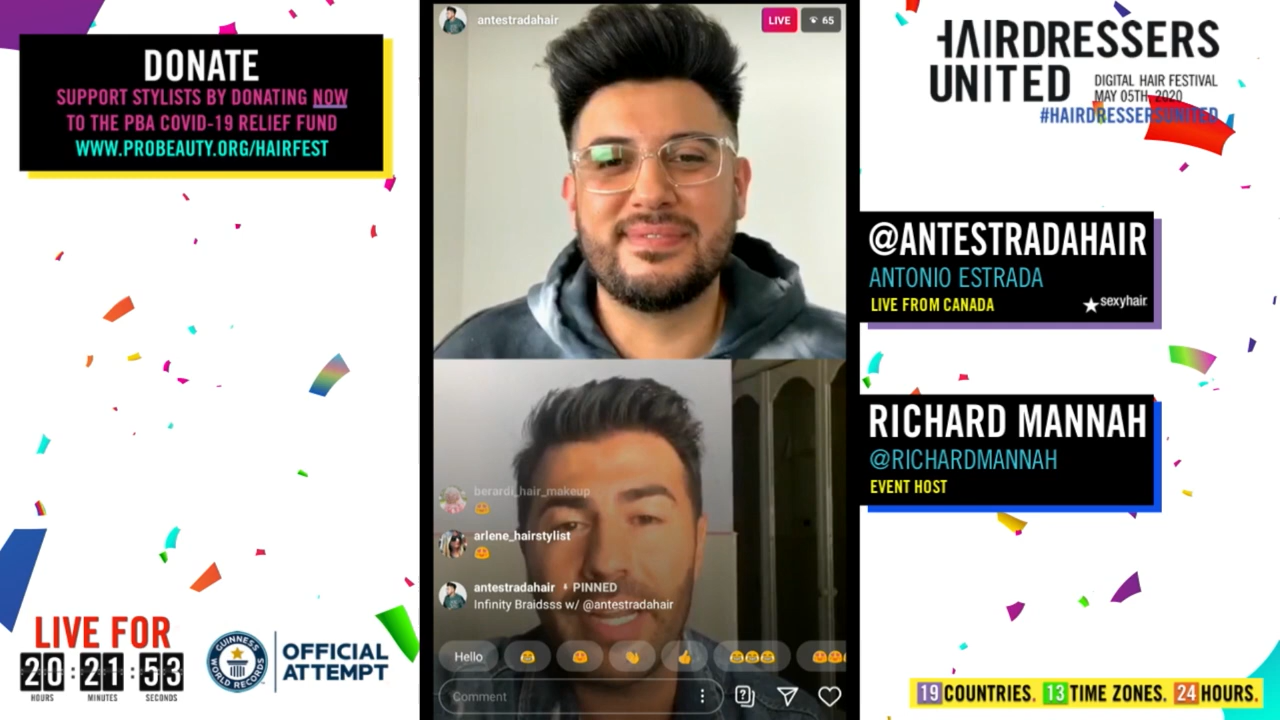 DONATE
SUPPORT STYLISTS BY DONATING NOW
TO THE PBA COVID-19 RELIEF FUND
WWW.PROBEAUTY.ORG/HAIRFEST
antestradahair
LIVE
65
HAIRDRESSERS
UNITED
DIGITAL HAIR FESTIVAL
MAY 05TH, 2020
#HAIRDRESSERSUNITED
@ANTESTRADAHAIR
ANTONIO ESTRADA
LIVE FROM CANADA
sexyhair
RICHARD MANNAH
@RICHARDMANNAH
EVENT HOST
berardi_hair_makeup
😍
arlene_hairstylist
😍
antestradahair PINNED
Infinity Braidsss w/ @antestradahair
Hello 😂 😍 👏 👍 😂😂😂 😍😍
Comment
LIVE FOR
20:21:53
HOURS MINUTES SECONDS
GUINNESS
WORLD RECORDS
OFFICIAL
ATTEMPT
19 COUNTRIES. 13 TIME ZONES. 24 HOURS.